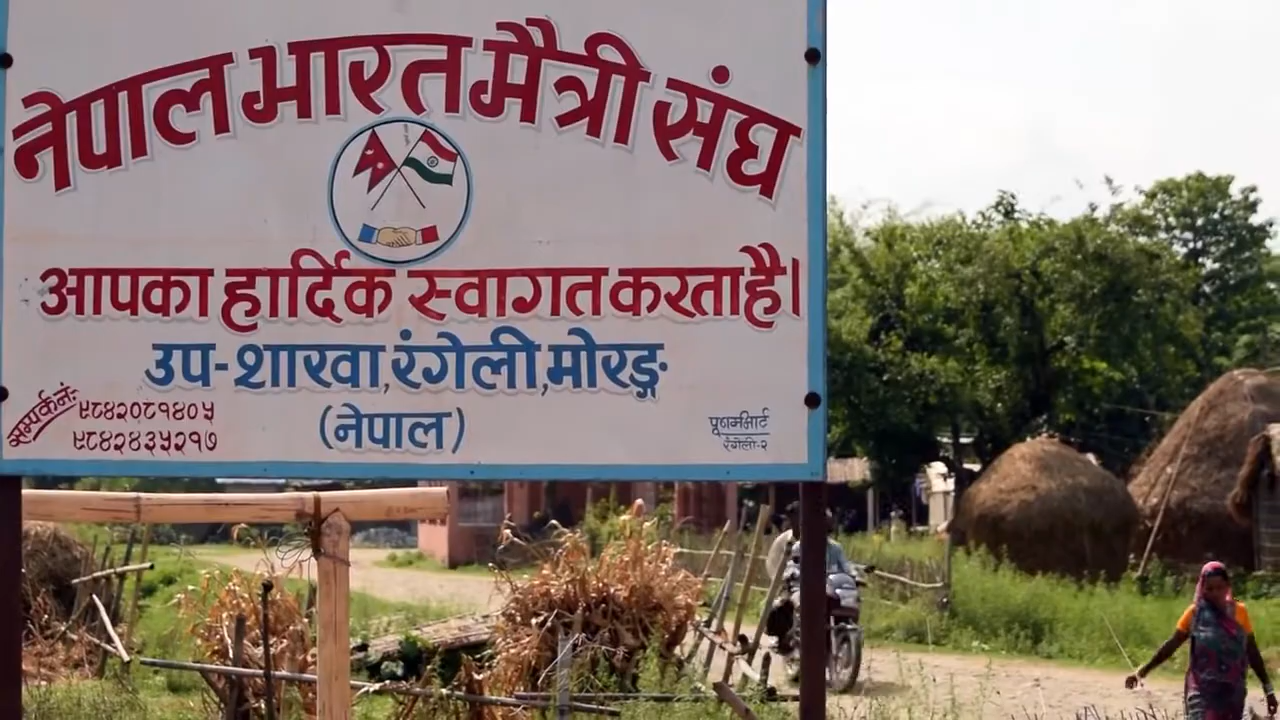 नेपाल भारत मैत्री संघ
आपका हार्दिक स्वागत करता है।
उप-शाखा, रंगेली, मोरङ्ग
(नेपाल)
सम्पर्क नं:
९८४२०८१४०५
९८४२४३५२१७
पूनम आर्ट
रंगेली-२